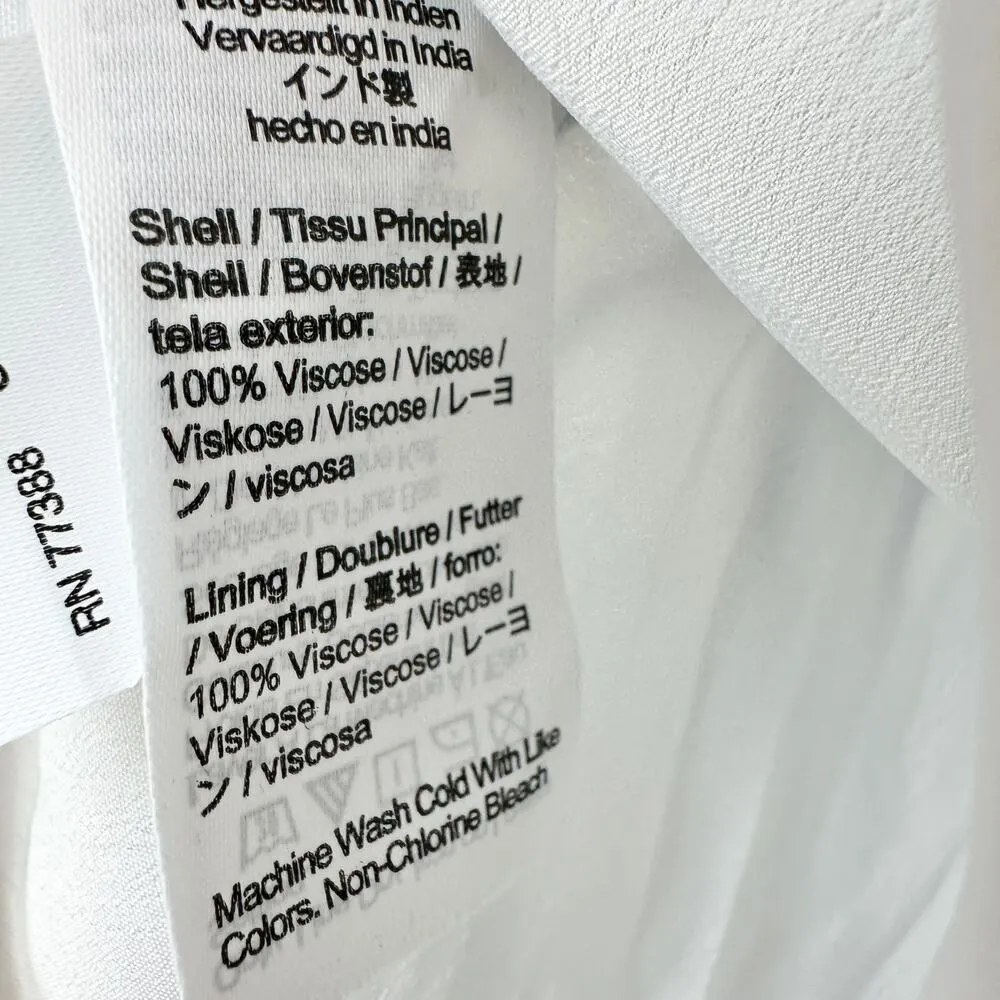 Hergestellt in Indien
Vervaardigd in India
インド製
hecho en india
Shell / Tissu Principal /
Shell / Bovenstof / 表地 /
tela exterior:
100% Viscose / Viscose /
Viskose / Viscose / レーヨ
ン / viscosa
Lining / Doublure / Futter
/ Voering / 裏地 / forro:
100% Viscose / Viscose /
Viskose / Viscose / レーヨ
ン / viscosa
Machine Wash Cold With Like
Colors. Non-Chlorine Bleach
RN 77388